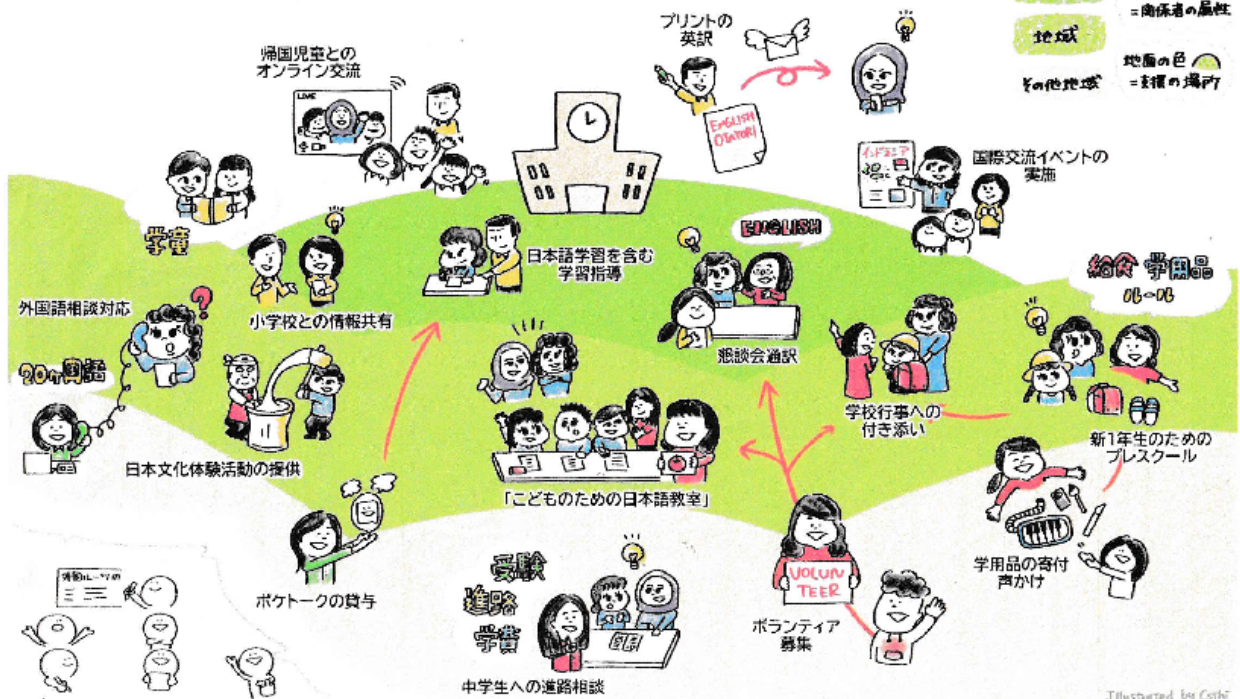 =関係者の属性
地域
地面の色
=支援の場所
その他地域
プリントの
英訳
帰国児童との
オンライン交流
LIVE
ENGLISH
OTAYORI
インドネシア
国際交流イベントの
実施
学童
日本語学習を含む
学習指導
ENGLISH
給食 学用品
ルール
外国語相談対応
?
小学校との情報共有
懇談会通訳
20ヶ国語
学校行事への
付き添い
新1年生のための
プレスクール
日本文化体験活動の提供
「こどものための日本語教室」
学用品の寄付
声かけ
外国ルーツの
ポケトークの貸与
受験
進路
学費
VOLUN
TEER
ボランティア
募集
中学生への進路相談
Illustrated by